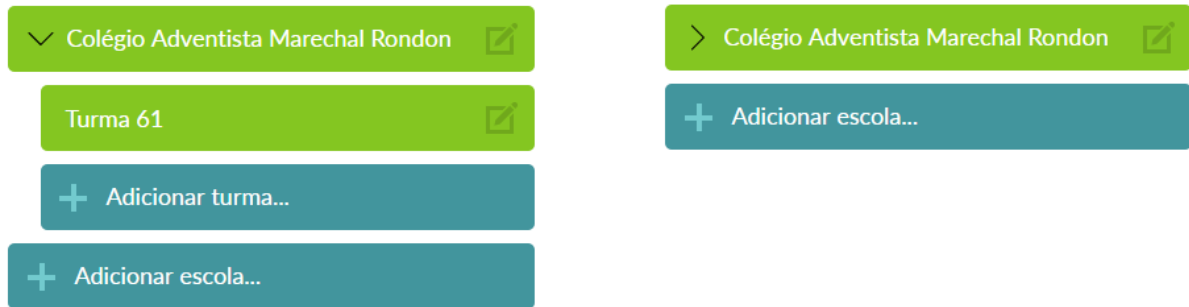 Colégio Adventista Marechal Rondon
Turma 61
Adicionar turma...
Adicionar escola...
Colégio Adventista Marechal Rondon
Adicionar escola...